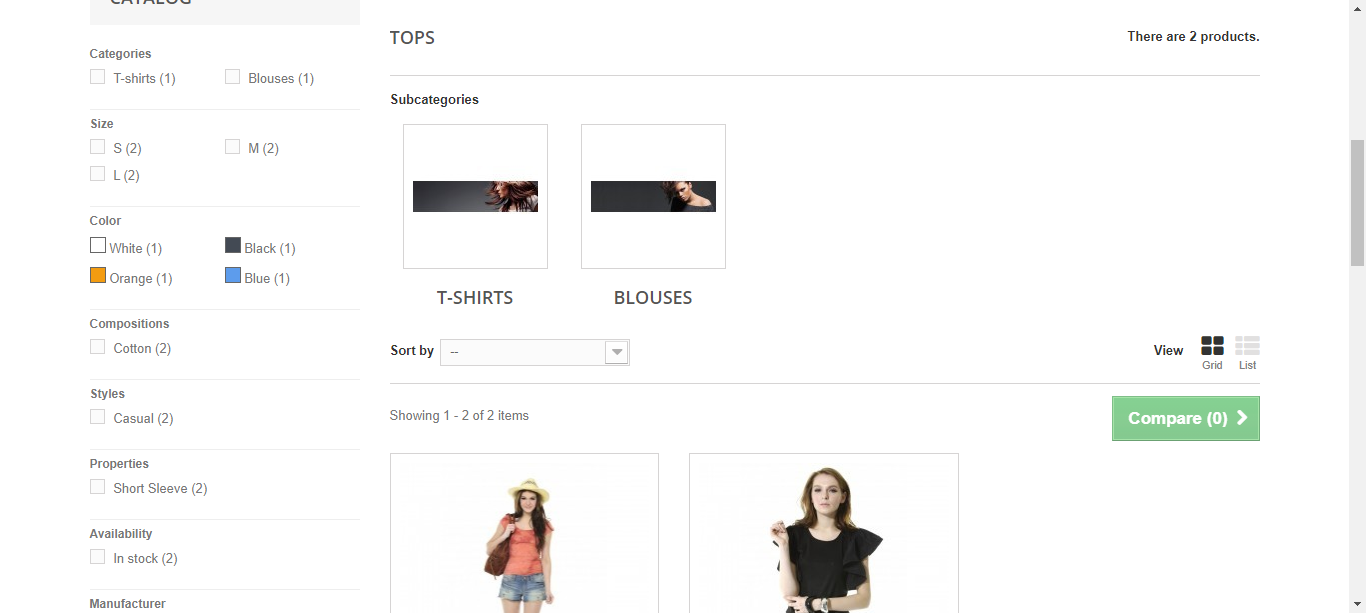 CATALOG
Categories
T-shirts (1)
Blouses (1)
Size
S (2)
M (2)
L (2)
Color
White (1)
Black (1)
Orange (1)
Blue (1)
Compositions
Cotton (2)
Styles
Casual (2)
Properties
Short Sleeve (2)
Availability
In stock (2)
Manufacturer
TOPS
There are 2 products.
Subcategories
T-SHIRTS
BLOUSES
Sort by
--
View
Grid
List
Showing 1 - 2 of 2 items
Compare (0)